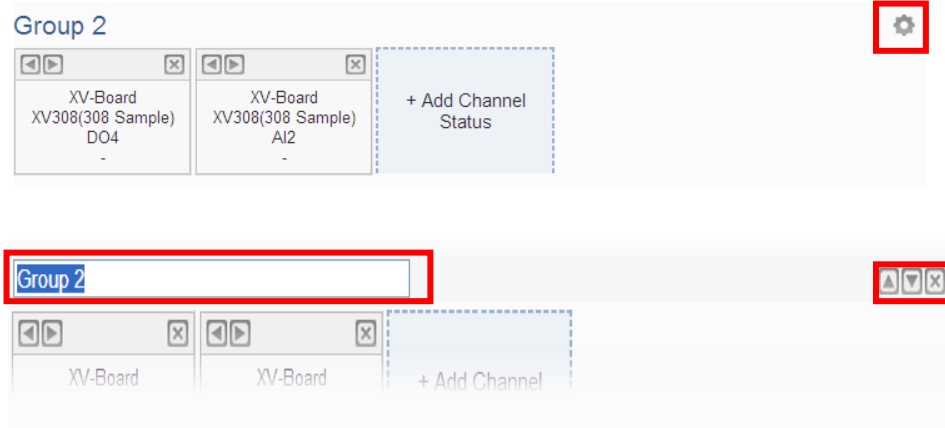 Group 2
XV-Board
XV308(308 Sample)
DO4
-
XV-Board
XV308(308 Sample)
AI2
-
+ Add Channel
Status
Group 2
XV-Board
XV-Board
+ Add Channel